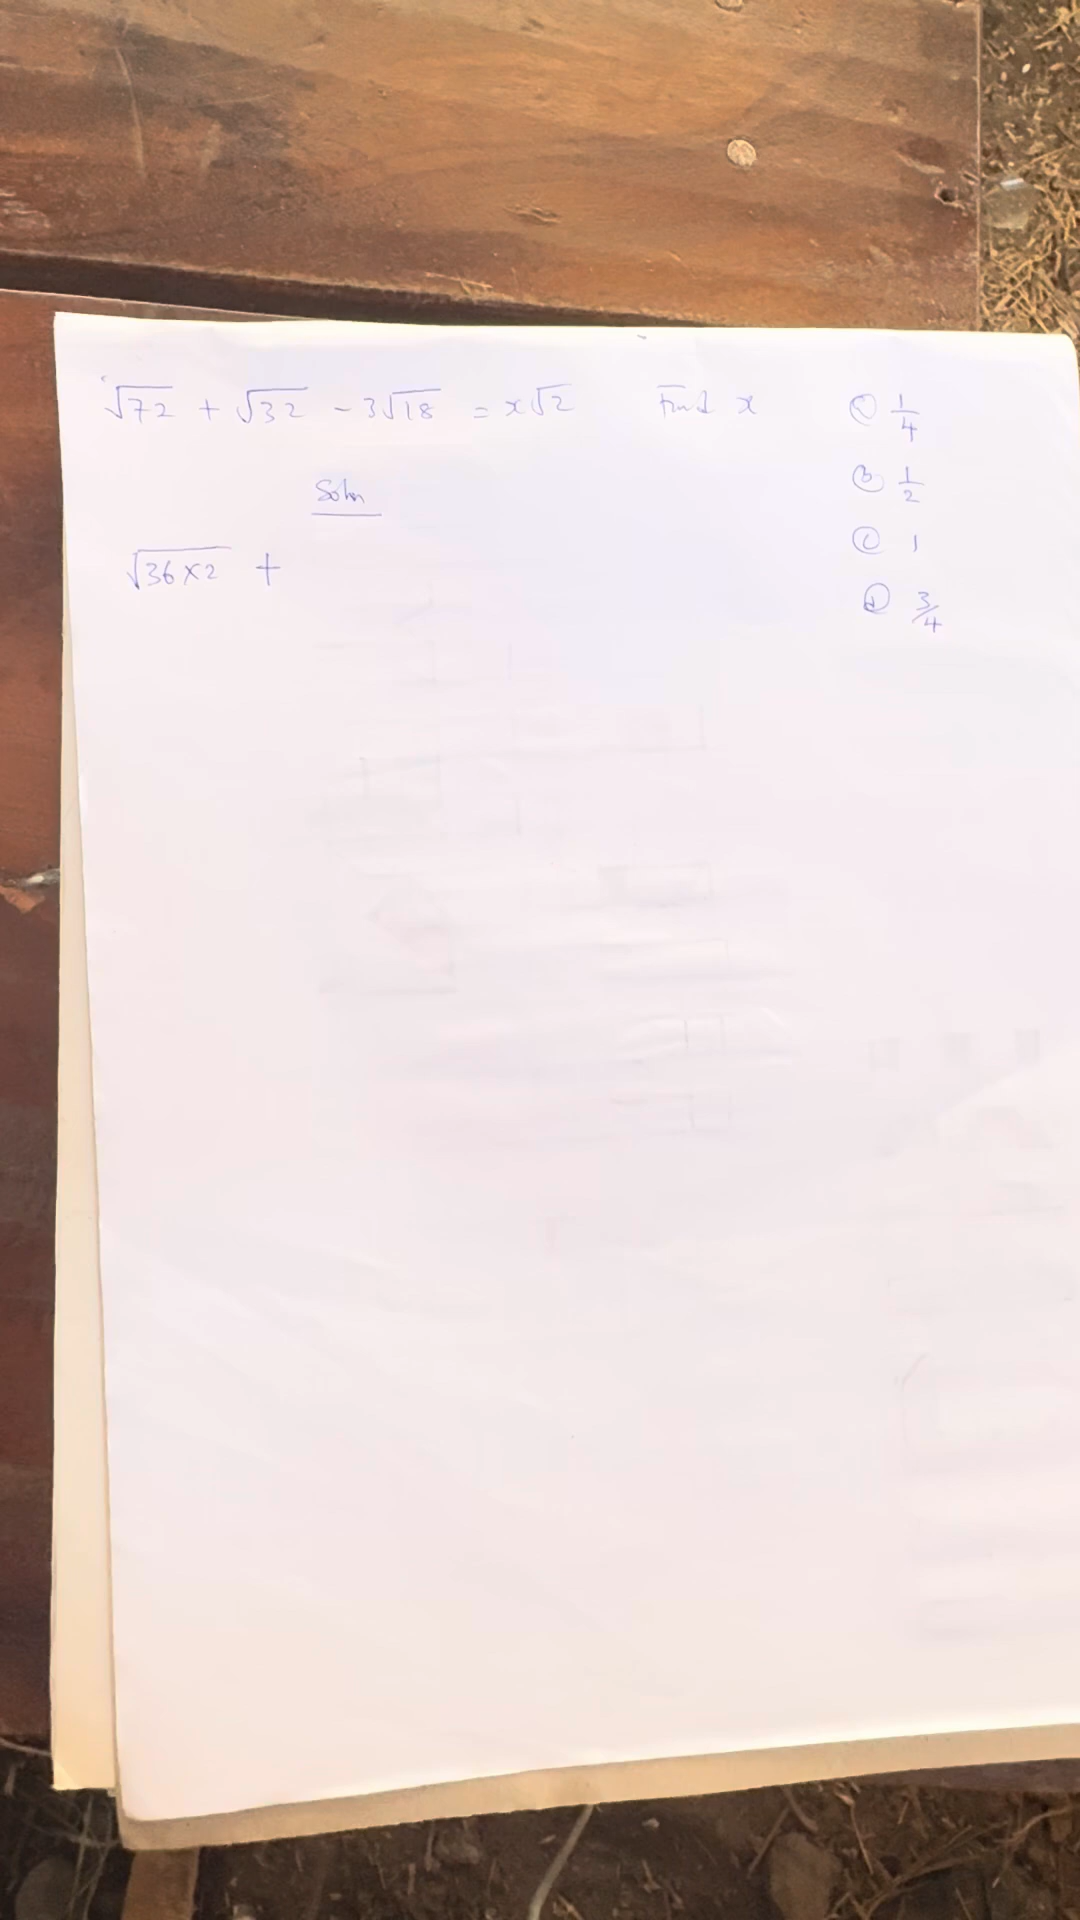 √72 + √32 - 3√18 = x√2 Find x
(A) 1/4
(B) 1/2
(C) 1
(D) 3/4
Soln
√36×2 +